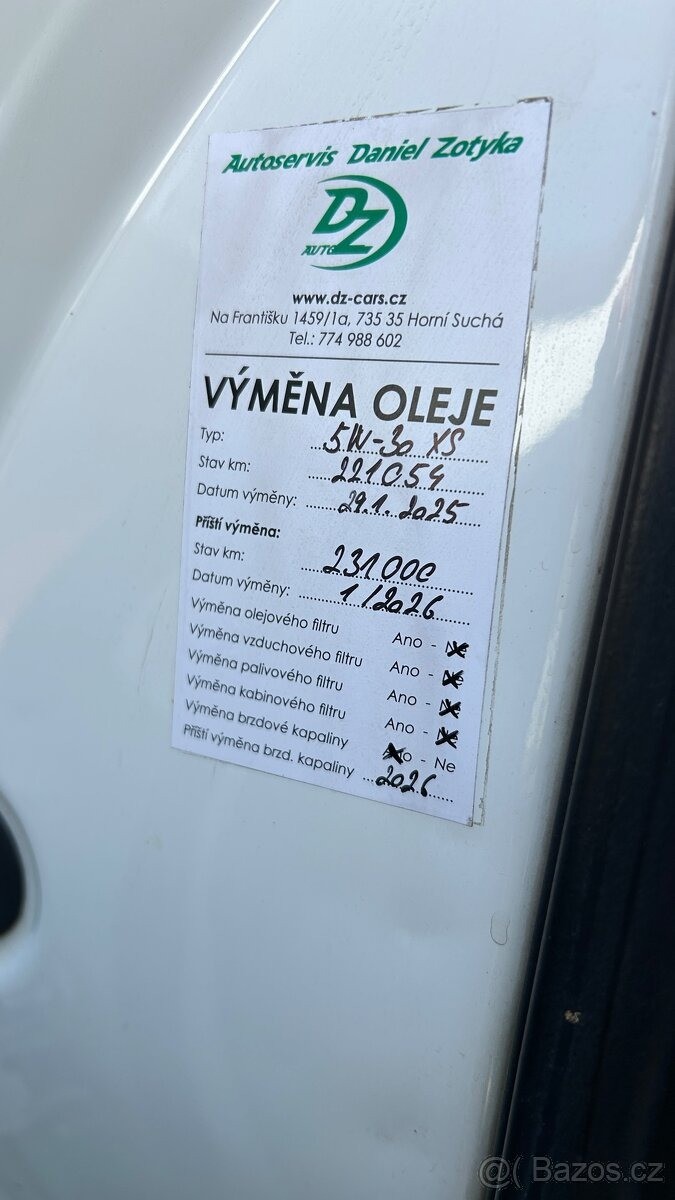 Autoservis Daniel Zotyka
DZ
AUTO
www.dz-cars.cz
Na Františku 1459/1a, 735 35 Horní Suchá
Tel.: 774 988 602
VÝMĚNA OLEJE
Typ: 5W-30 XS
Stav km: 221054
Datum výměny: 29.1.2025
Příští výměna:
Stav km: 231000
Datum výměny: 1/2026
Výměna olejového filtru Ano - Ne
Výměna vzduchového filtru Ano - Ne
Výměna palivového filtru Ano - Ne
Výměna kabinového filtru Ano - Ne
Výměna brzdové kapaliny Ano - Ne
Příští výměna brzd. kapaliny 2026
@( Bazos.cz